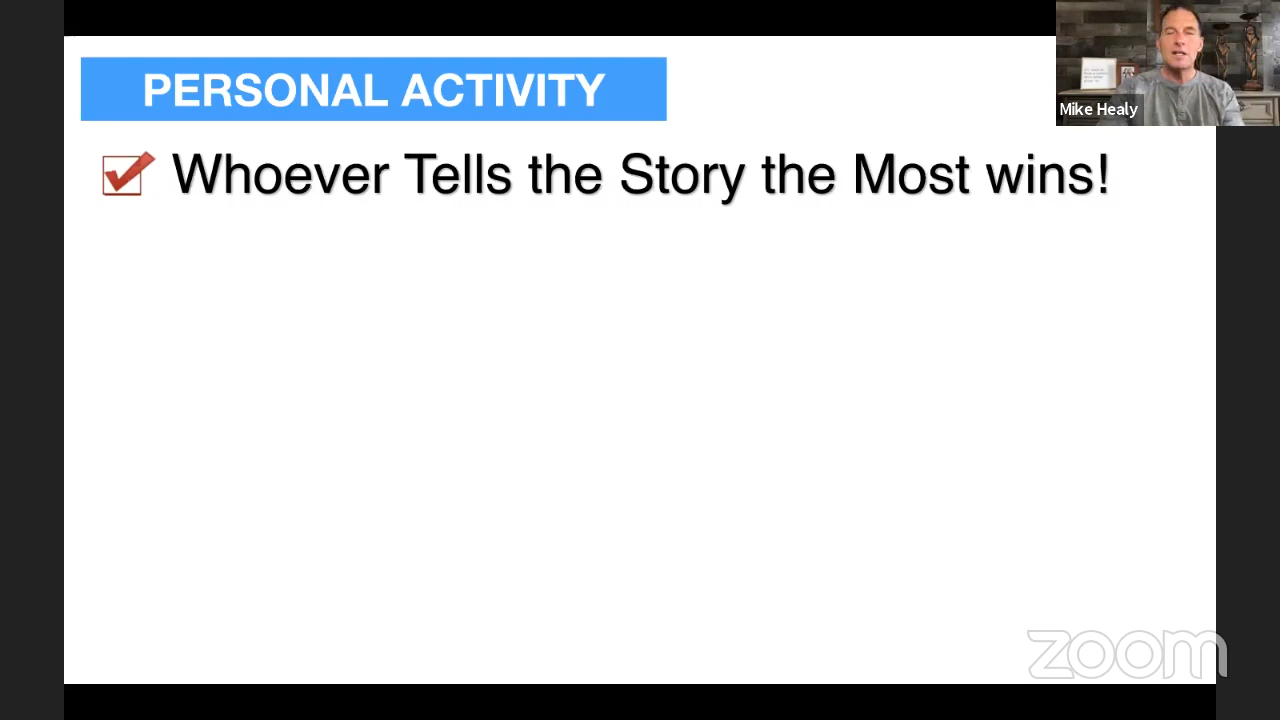 PERSONAL ACTIVITY
Mike Healy
Whoever Tells the Story the Most wins!
zoom